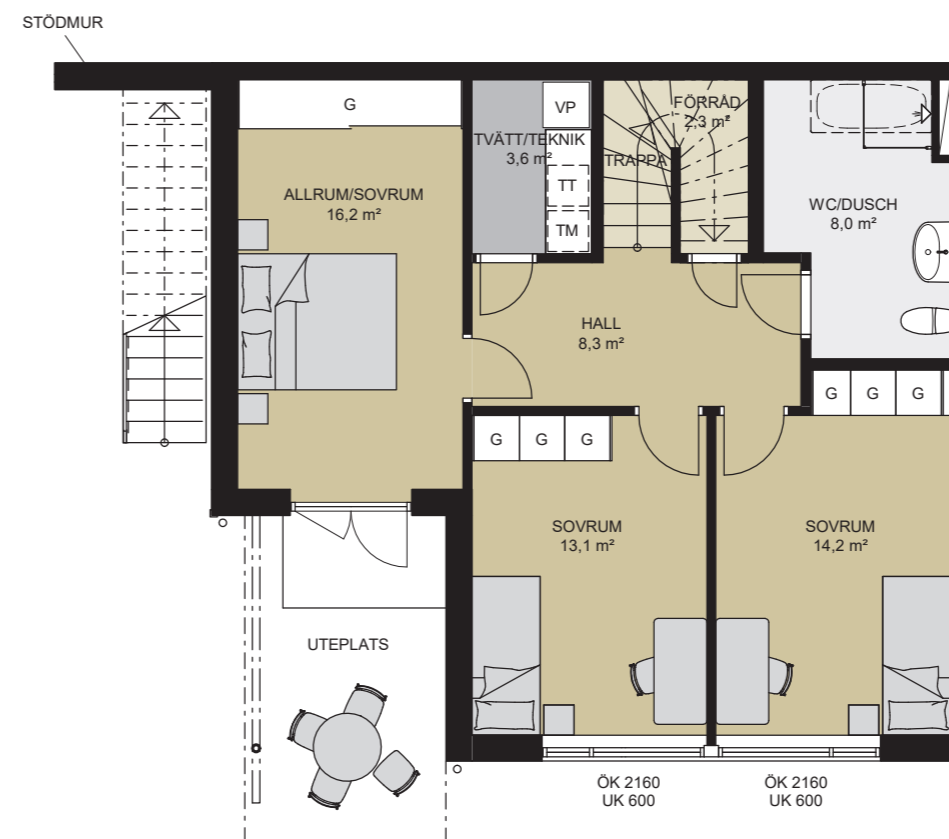 STÖDMUR
G
VP
FÖRRÅD
2,3 m²
TVÄTT/TEKNIK
3,6 m²
TRAPPA
TT
TM
ALLRUM/SOVRUM
16,2 m²
WC/DUSCH
8,0 m²
HALL
8,3 m²
G G G
G G G
SOVRUM
13,1 m²
SOVRUM
14,2 m²
UTEPLATS
ÖK 2160
UK 600
ÖK 2160
UK 600